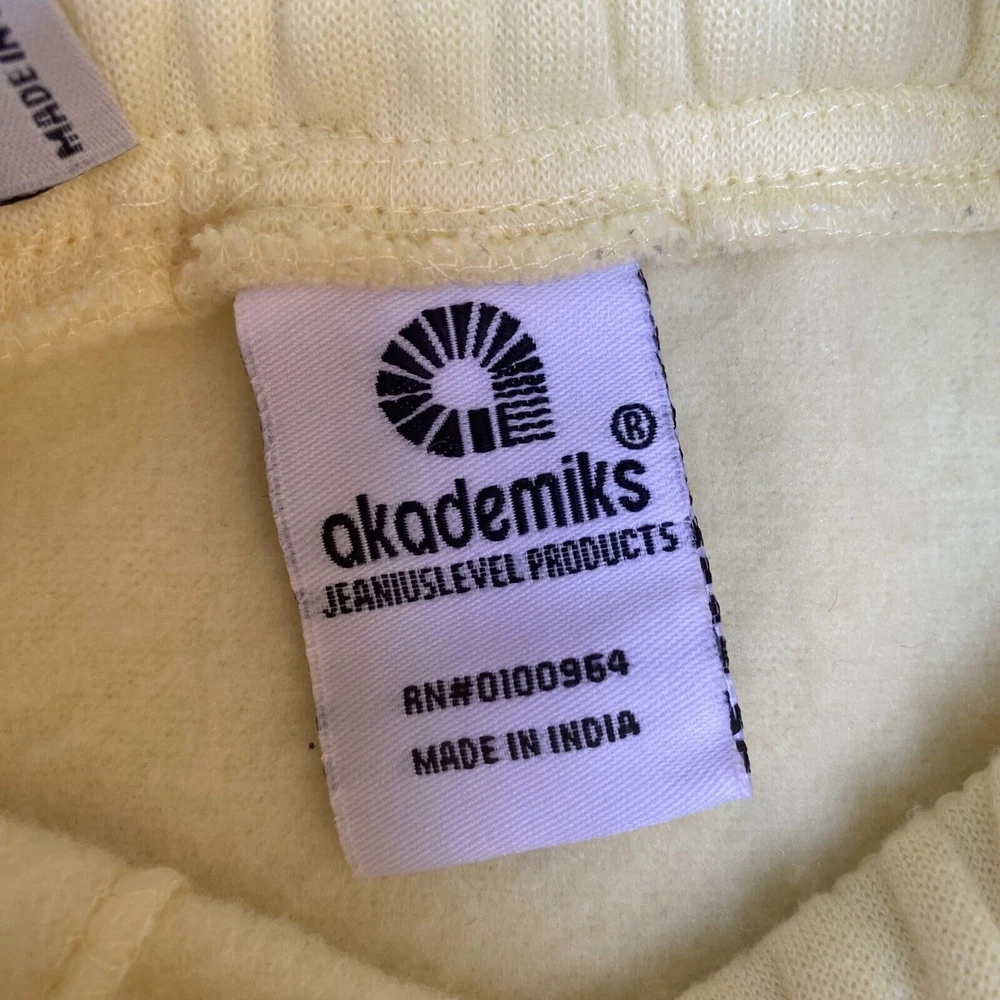 MADE IN
®
akademiks
JEANIUSLEVEL PRODUCTS
RN#0100964
MADE IN INDIA